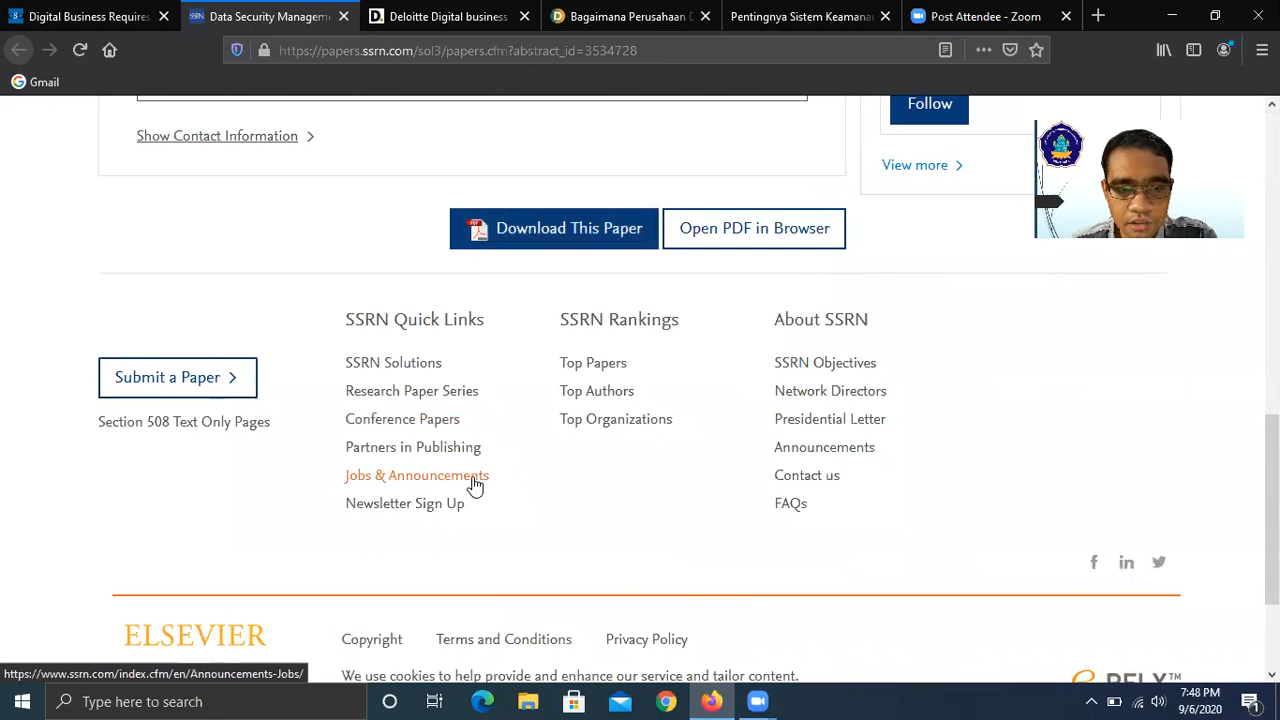 Digital Business Requires
SSRN Data Security Manageme
Deloitte Digital business
Bagaimana Perusahaan D
Pentingnya Sistem Keamana
Post Attendee - Zoom
https://papers.ssrn.com/sol3/papers.cfm?abstract_id=3534728
Gmail
Follow
Show Contact Information
View more
Download This Paper
Open PDF in Browser
SSRN Quick Links
SSRN Rankings
About SSRN
Submit a Paper
Section 508 Text Only Pages
SSRN Solutions
Research Paper Series
Conference Papers
Partners in Publishing
Jobs & Announcements
Newsletter Sign Up
Top Papers
Top Authors
Top Organizations
SSRN Objectives
Network Directors
Presidential Letter
Announcements
Contact us
FAQs
ELSEVIER
Copyright
Terms and Conditions
Privacy Policy
https://www.ssrn.com/index.cfm/en/Announcements-Jobs/
We use cookies to help provide and enhance our service and tailor content.
Type here to search
7:48 PM
9/6/2020